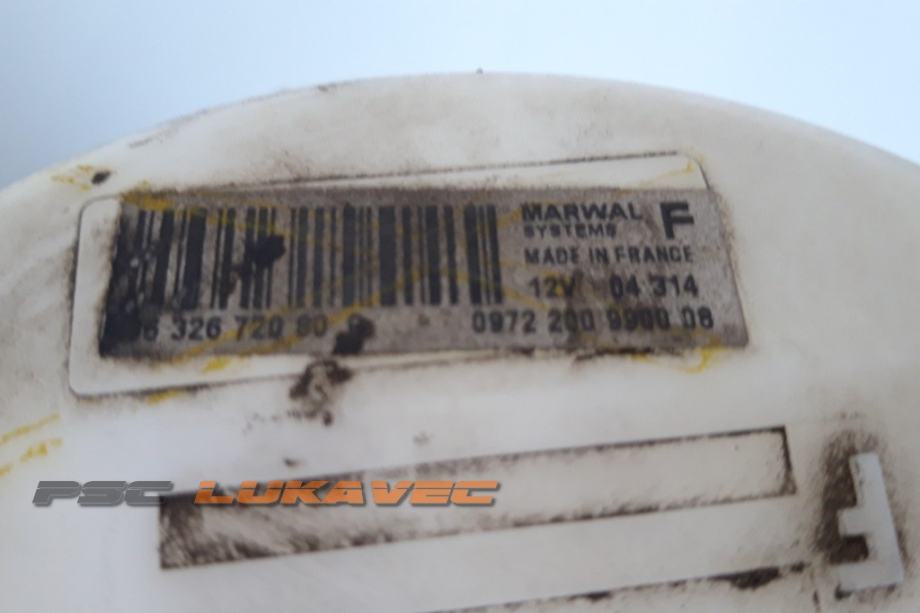 MARWAL F
SYSTEMS
MADE IN FRANCE
12V 04 314
326 720 80
0972 200 9900 08
PSC LUKAVEC
F